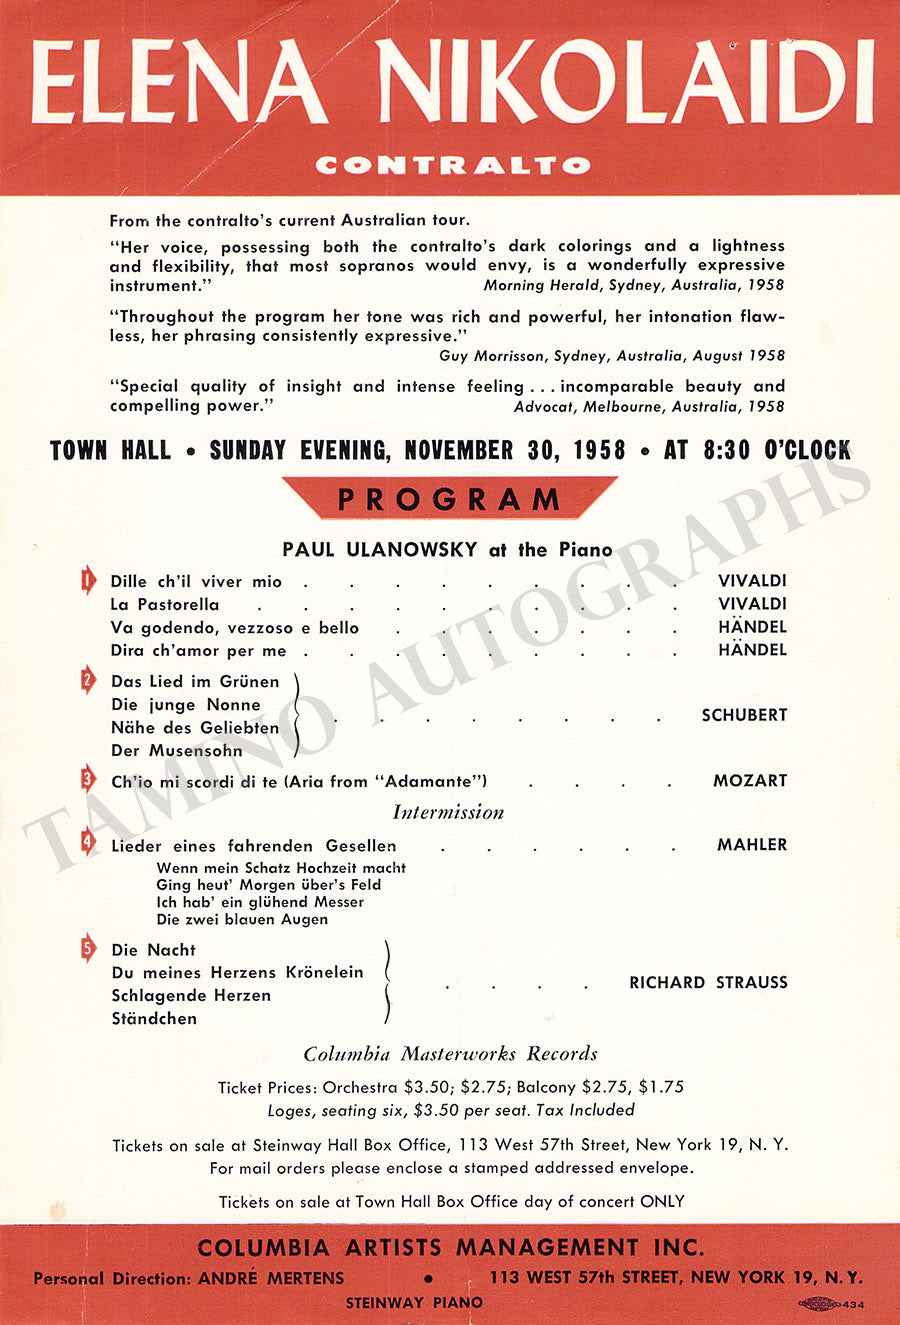 ELENA NIKOLAIDI
CONTRALTO
From the contralto's current Australian tour.
"Her voice, possessing both the contralto's dark colorings and a lightness
and flexibility, that most sopranos would envy, is a wonderfully expressive
instrument." Morning Herald, Sydney, Australia, 1958
"Throughout the program her tone was rich and powerful, her intonation flaw-
less, her phrasing consistently expressive."
Guy Morrisson, Sydney, Australia, August 1958
"Special quality of insight and intense feeling . . . incomparable beauty and
compelling power." Advocat, Melbourne, Australia, 1958
TOWN HALL • SUNDAY EVENING, NOVEMBER 30, 1958 • AT 8:30 O'CLOCK
PROGRAM
PAUL ULANOWSKY at the Piano
1 Dille ch'il viver mio . . . . . . . . . VIVALDI
La Pastorella . . . . . . . . . . VIVALDI
Va godendo, vezzoso e bello . . . . . . . HÄNDEL
Dira ch'amor per me . . . . . . . . . HÄNDEL
2 Das Lied im Grünen
Die junge Nonne
Nähe des Geliebten
Der Musensohn
. . . . . . . . SCHUBERT
3 Ch'io mi scordi di te (Aria from "Adamante") . . . . MOZART
Intermission
4 Lieder eines fahrenden Gesellen . . . . . . MAHLER
Wenn mein Schatz Hochzeit macht
Ging heut' Morgen über's Feld
Ich hab' ein glühend Messer
Die zwei blauen Augen
5 Die Nacht
Du meines Herzens Krönelein
Schlagende Herzen
Ständchen
. . . . RICHARD STRAUSS
Columbia Masterworks Records
Ticket Prices: Orchestra $3.50; $2.75; Balcony $2.75, $1.75
Loges, seating six, $3.50 per seat. Tax Included
Tickets on sale at Steinway Hall Box Office, 113 West 57th Street, New York 19, N. Y.
For mail orders please enclose a stamped addressed envelope.
Tickets on sale at Town Hall Box Office day of concert ONLY
COLUMBIA ARTISTS MANAGEMENT INC.
Personal Direction: ANDRÉ MERTENS • 113 WEST 57th STREET, NEW YORK 19, N. Y.
STEINWAY PIANO
434
TAMINO AUTOGRAPHS